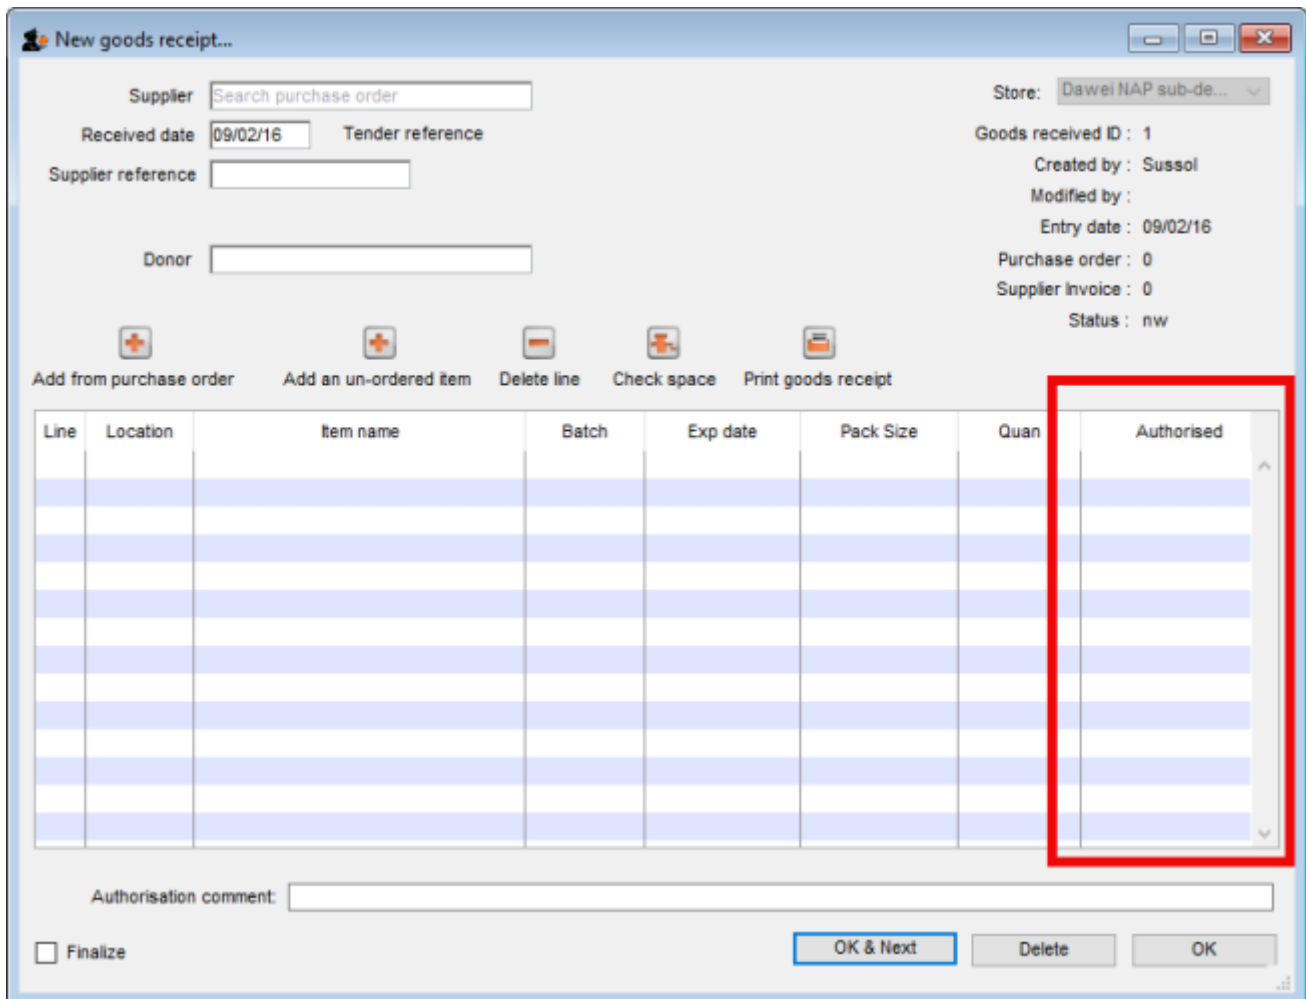 New goods receipt...
Supplier Search purchase order
Store: Dawei NAP sub-de...
Received date 09/02/16 Tender reference
Goods received ID : 1
Supplier reference
Created by : Sussol
Modified by :
Entry date : 09/02/16
Donor
Purchase order : 0
Supplier Invoice : 0
Status : nw
Add from purchase order Add an un-ordered item Delete line Check space Print goods receipt
Line Location Item name Batch Exp date Pack Size Quan Authorised
Authorisation comment:
Finalize OK & Next Delete OK